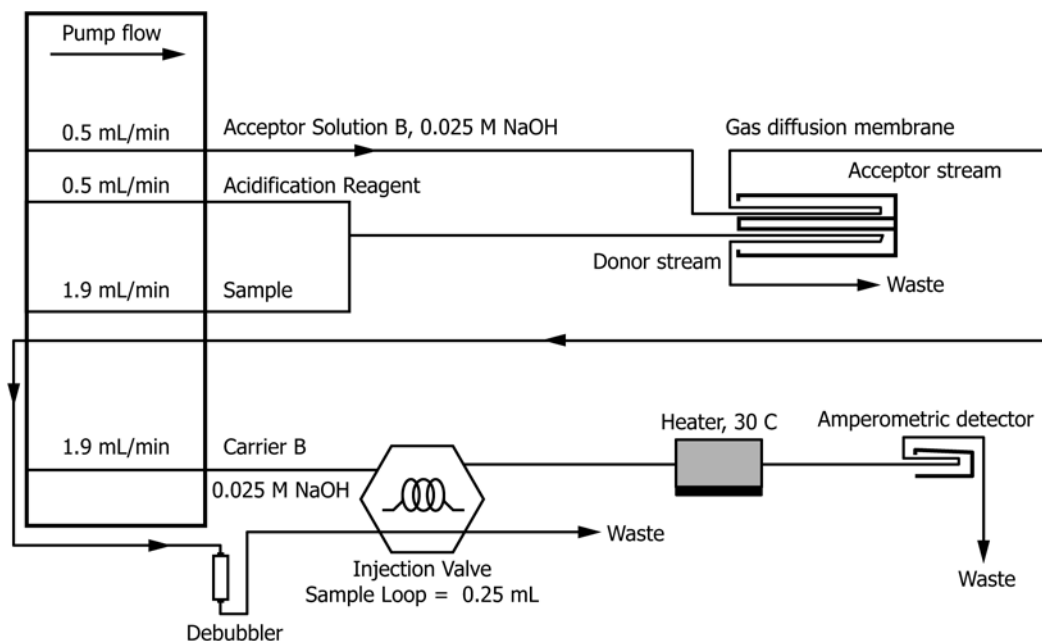 Pump flow
0.5 mL/min
Acceptor Solution B, 0.025 M NaOH
Gas diffusion membrane
Acceptor stream
0.5 mL/min
Acidification Reagent
Donor stream
Waste
1.9 mL/min
Sample
1.9 mL/min
Carrier B
0.025 M NaOH
Heater, 30 C
Amperometric detector
Waste
Injection Valve
Sample Loop = 0.25 mL
Waste
Debubbler